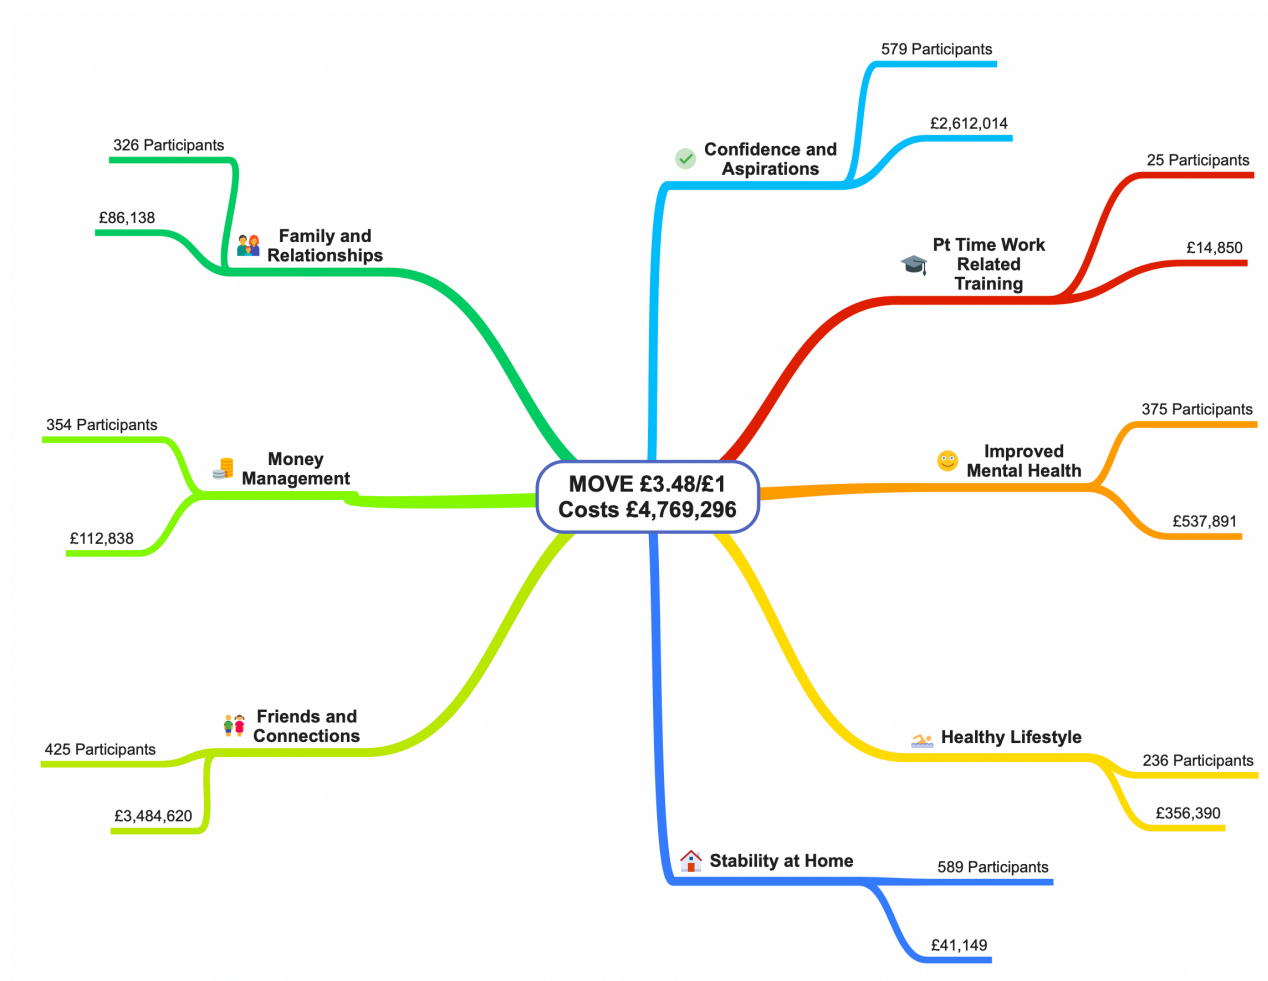 MOVE £3.48/£1
Costs £4,769,296
579 Participants
£2,612,014
Confidence and
Aspirations
25 Participants
£14,850
Pt Time Work
Related
Training
375 Participants
£537,891
Improved
Mental Health
Healthy Lifestyle
236 Participants
£356,390
Stability at Home
589 Participants
£41,149
Friends and
Connections
425 Participants
£3,484,620
Money
Management
354 Participants
£112,838
Family and
Relationships
326 Participants
£86,138